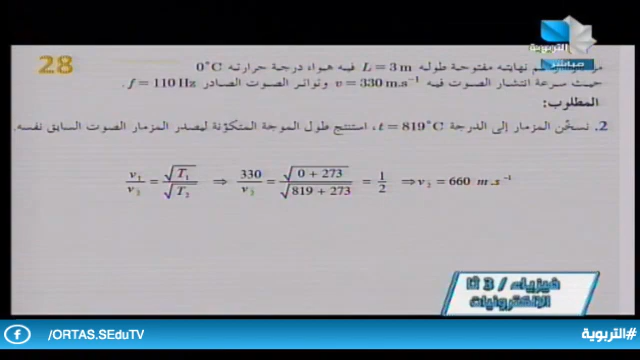 28
التربوية
مباشر
نهايته مفتوحة طوله L = 3 m فيه هواء درجة حرارته 0°C
حيث سرعة انتشار الصوت فيه v = 330 m.s⁻¹ وتواتر الصوت الصادر f = 110 Hz .
المطلوب:
2. نسخّن المزمار إلى الدرجة t = 819°C ، استنتج طول الموجة المتكوّنة ليصدر المزمار الصوت السابق نفسه.
v₁/v₂ = √T₁/√T₂ ⇒ 330/v₂ = √(0 + 273)/√(819 + 273) = 1/2 ⇒ v₂ = 660 m.s⁻¹
فيزياء / 3 ثا
الإلكترونيات
/ORTAS.SEduTV
#التربوية